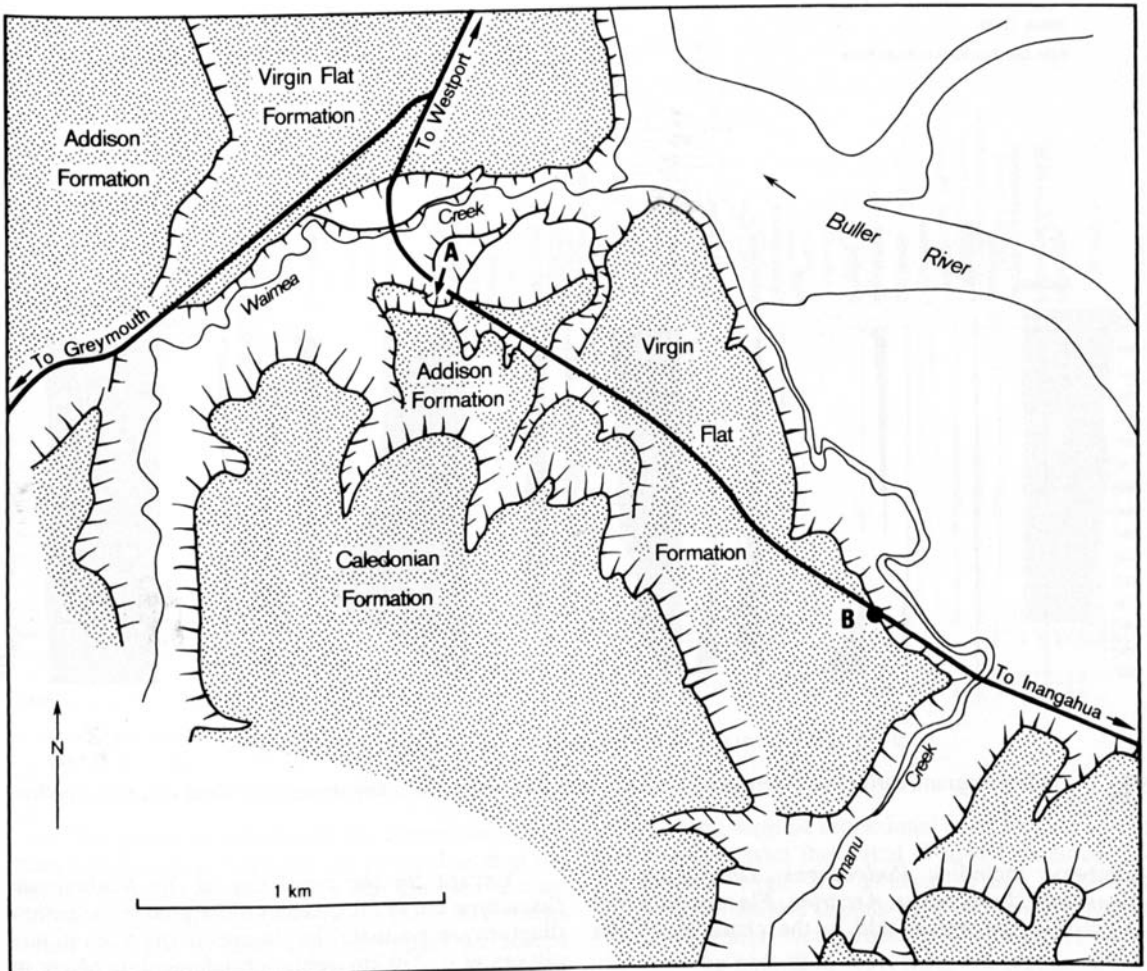 Virgin Flat
Formation
To Westport
Addison
Formation
Creek
A
Buller
River
Waimea
To Greymouth
Virgin
Addison
Formation
Flat
Caledonian
Formation
Formation
B
To Inangahua
N
Creek
Omanu
1 km